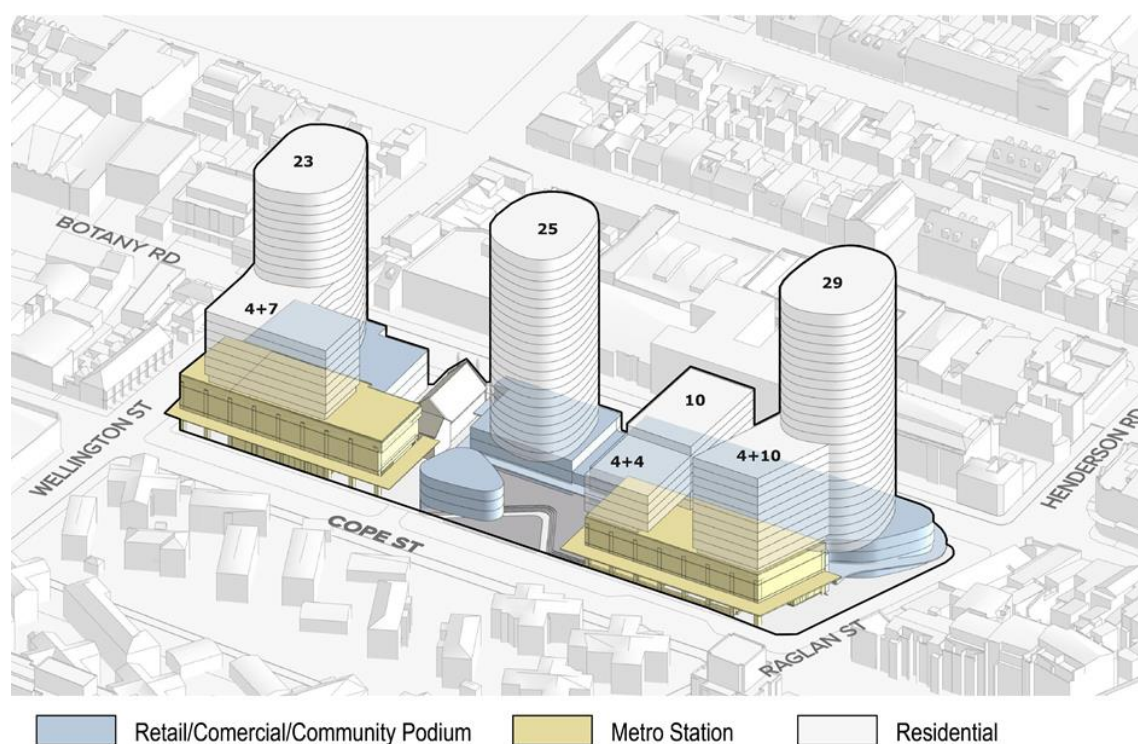 23
25
29
BOTANY RD
4+7
10
4+4
4+10
WELLINGTON ST
HENDERSON RD
COPE ST
RAGLAN ST
Retail/Comercial/Community Podium
Metro Station
Residential